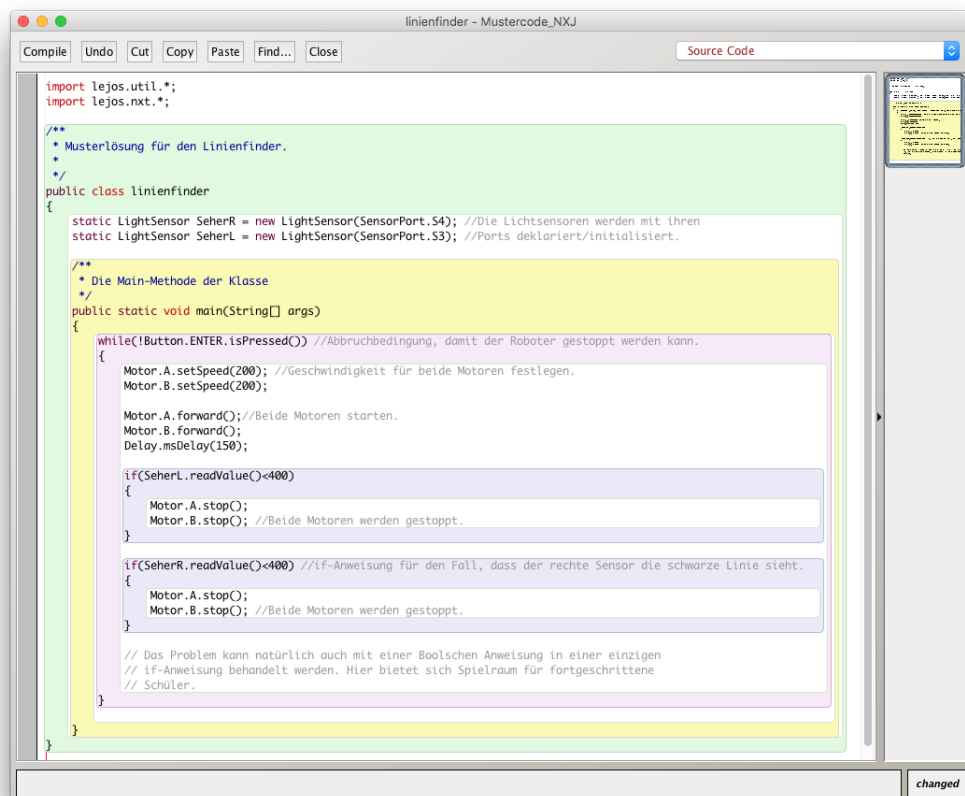 linienfinder - Mustercode_NXJ
Compile Undo Cut Copy Paste Find... Close Source Code
import lejos.util.*;
import lejos.nxt.*;
/**
* Musterlösung für den Linienfinder.
*
*/
public class linienfinder
{
static LightSensor SeherR = new LightSensor(SensorPort.S4); //Die Lichtsensoren werden mit ihren
static LightSensor SeherL = new LightSensor(SensorPort.S3); //Ports deklariert/initialisiert.
/**
* Die Main-Methode der Klasse
*/
public static void main(String[] args)
{
while(!Button.ENTER.isPressed()) //Abbruchbedingung, damit der Roboter gestoppt werden kann.
{
Motor.A.setSpeed(200); //Geschwindigkeit für beide Motoren festlegen.
Motor.B.setSpeed(200);
Motor.A.forward();//Beide Motoren starten.
Motor.B.forward();
Delay.msDelay(150);
if(SeherL.readValue()<400)
{
Motor.A.stop();
Motor.B.stop(); //Beide Motoren werden gestoppt.
}
if(SeherR.readValue()<400) //if-Anweisung für den Fall, dass der rechte Sensor die schwarze Linie sieht.
{
Motor.A.stop();
Motor.B.stop(); //Beide Motoren werden gestoppt.
}
// Das Problem kann natürlich auch mit einer Boolschen Anweisung in einer einzigen
// if-Anweisung behandelt werden. Hier bietet sich Spielraum für fortgeschrittene
// Schüler.
}
}
}
changed